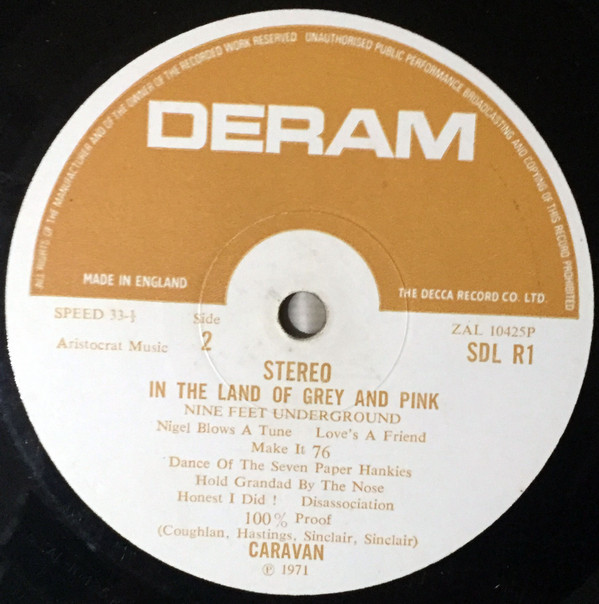 ALL RIGHTS OF THE MANUFACTURER AND OF THE OWNER OF THE RECORDED WORK RESERVED UNAUTHORISED PUBLIC PERFORMANCE BROADCASTING AND COPYING OF THIS RECORD PROHIBITED
DERAM
MADE IN ENGLAND
THE DECCA RECORD CO. LTD.
SPEED 33-⅓
Side
2
ZAL 10425P
Aristocrat Music
SDL R1
STEREO
IN THE LAND OF GREY AND PINK
NINE FEET UNDERGROUND
Nigel Blows A Tune Love's A Friend
Make It 76
Dance Of The Seven Paper Hankies
Hold Grandad By The Nose
Honest I Did ! Disassociation
100% Proof
(Coughlan, Hastings, Sinclair, Sinclair)
CARAVAN
℗ 1971